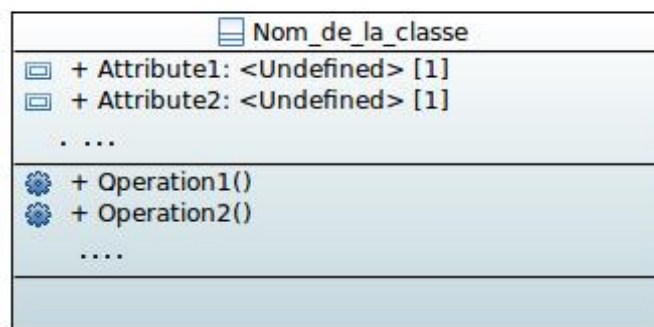 Nom_de_la_classe
+ Attribute1: <Undefined> [1]
+ Attribute2: <Undefined> [1]
. ...
+ Operation1()
+ Operation2()
....